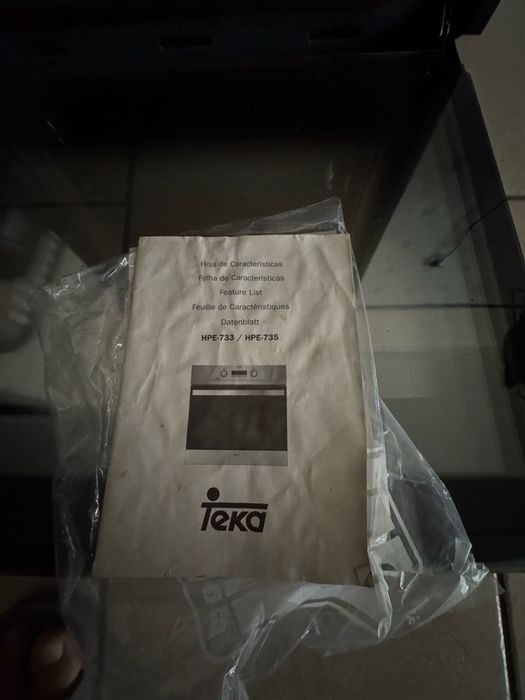 Hoja de Características
Folha de Características
Feature List
Feuille de Caractéristiques
Datenblatt
HPE-733 / HPE-735
Teka